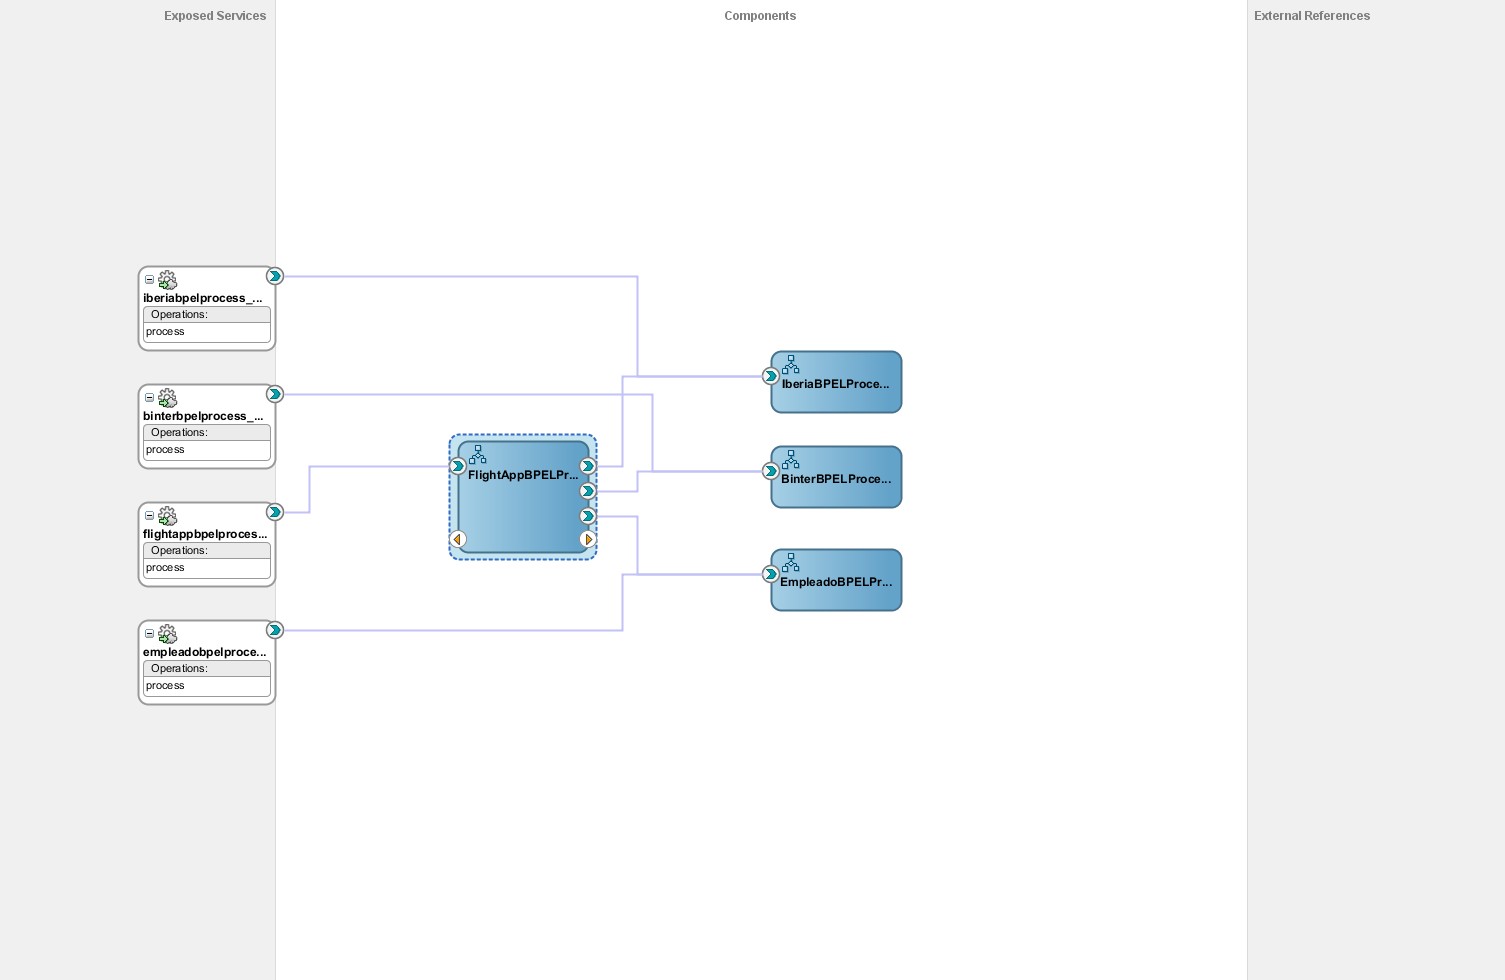 Exposed Services
Components
External References
iberiabpelprocess_...
Operations:
process
binterbpelprocess_...
Operations:
process
flightappbpelproces...
Operations:
process
empleadobpelproce...
Operations:
process
FlightAppBPELPr...
IberiaBPELProce...
BinterBPELProce...
EmpleadoBPELPr...